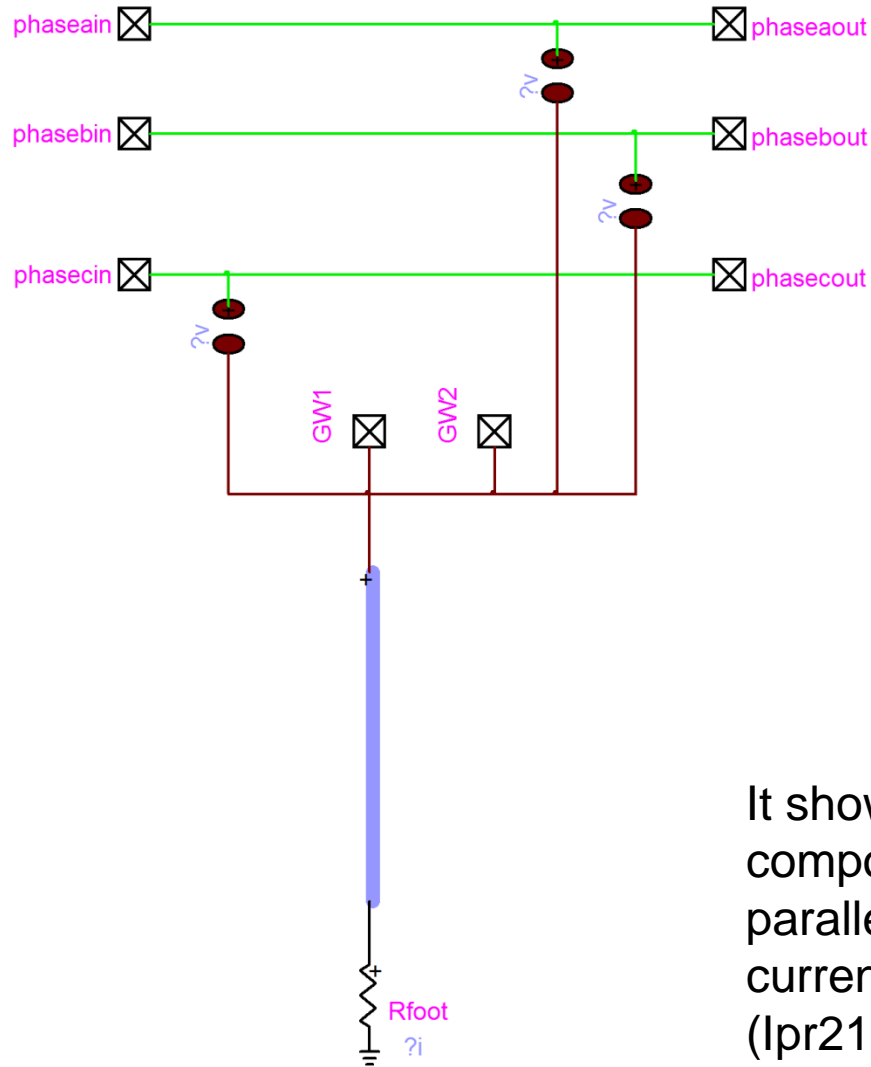 phaseain
phaseaout
?v
phasebin
phasebout
?v
phasecin
phasecout
?v
GW1
GW2
+
Rfoot
?i
It show
compo
paralle
curren
(Ipr21